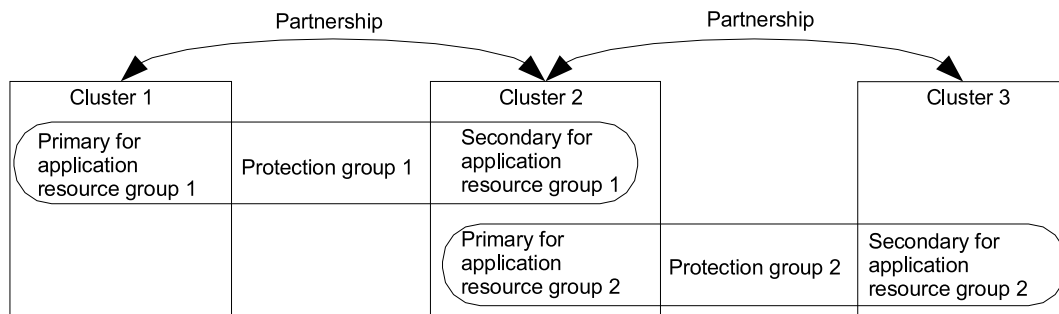 Partnership
Partnership
Cluster 1
Cluster 2
Cluster 3
Primary for
application
resource group 1
Protection group 1
Secondary for
application
resource group 1
Primary for
application
resource group 2
Protection group 2
Secondary for
application
resource group 2